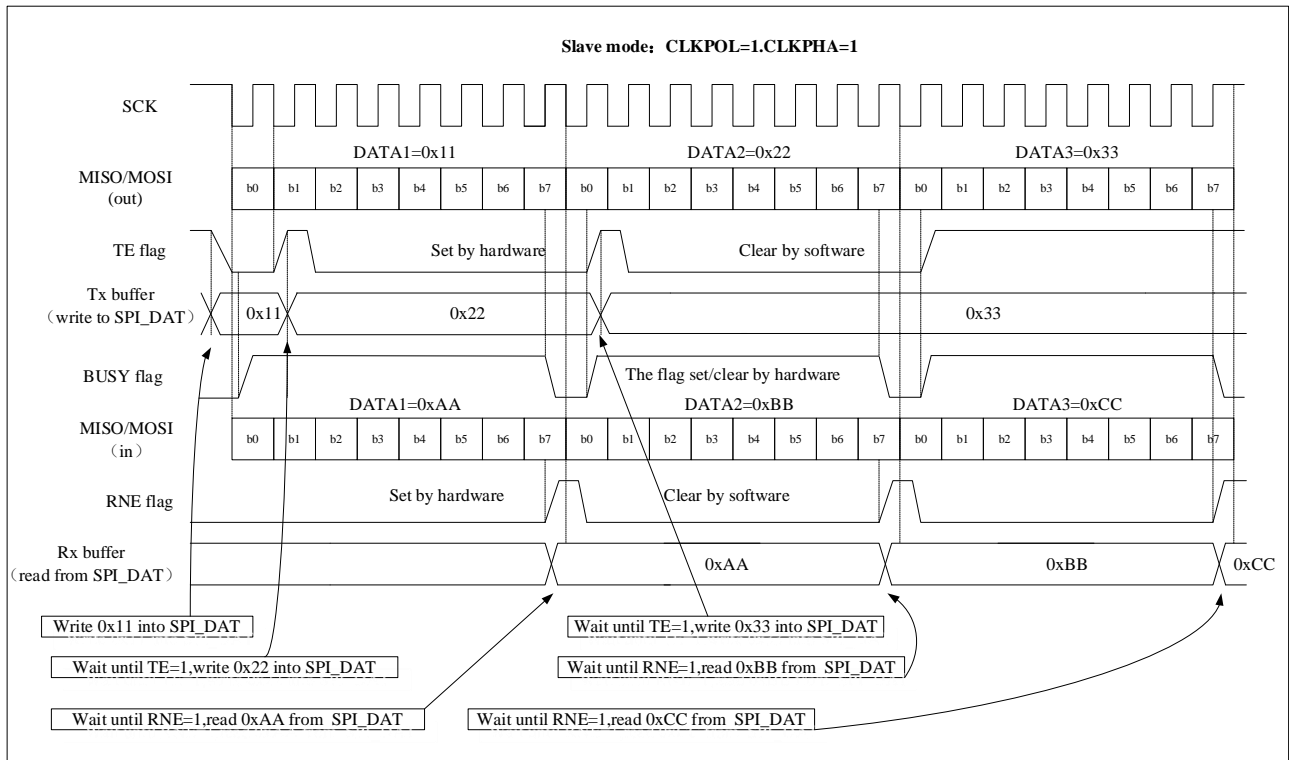 Slave mode：CLKPOL=1.CLKPHA=1
SCK
DATA1=0x11 DATA2=0x22 DATA3=0x33
MISO/MOSI
(out)
b0 b1 b2 b3 b4 b5 b6 b7 b0 b1 b2 b3 b4 b5 b6 b7 b0 b1 b2 b3 b4 b5 b6 b7
TE flag
Set by hardware Clear by software
Tx buffer
（write to SPI_DAT）
0x11 0x22 0x33
BUSY flag
The flag set/clear by hardware
DATA1=0xAA DATA2=0xBB DATA3=0xCC
MISO/MOSI
（in）
b0 b1 b2 b3 b4 b5 b6 b7 b0 b1 b2 b3 b4 b5 b6 b7 b0 b1 b2 b3 b4 b5 b6 b7
RNE flag
Set by hardware Clear by software
Rx buffer
（read from SPI_DAT）
0xAA 0xBB 0xCC
Write 0x11 into SPI_DAT
Wait until TE=1,write 0x33 into SPI_DAT
Wait until TE=1,write 0x22 into SPI_DAT
Wait until RNE=1,read 0xBB from SPI_DAT
Wait until RNE=1,read 0xAA from SPI_DAT
Wait until RNE=1,read 0xCC from SPI_DAT